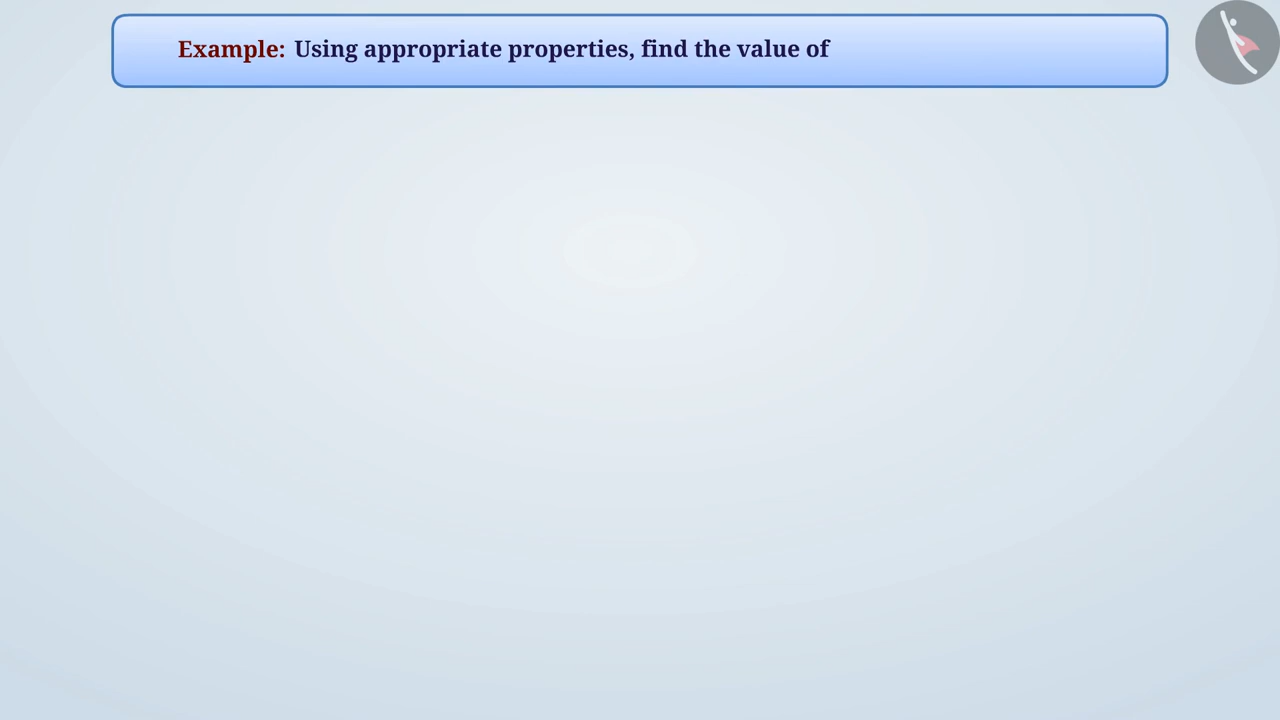 Example: Using appropriate properties, find the value of